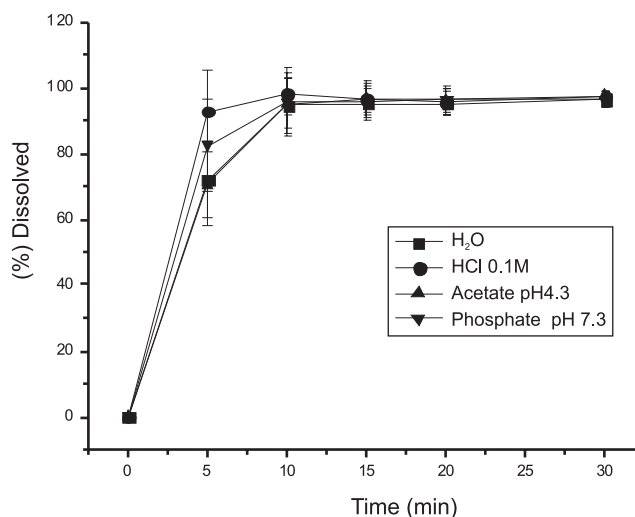 120
100
80
60
40
20
0
(%) Dissolved
H₂O
HCl 0.1M
Acetate pH4.3
Phosphate pH 7.3
0 5 10 15 20 30
Time (min)